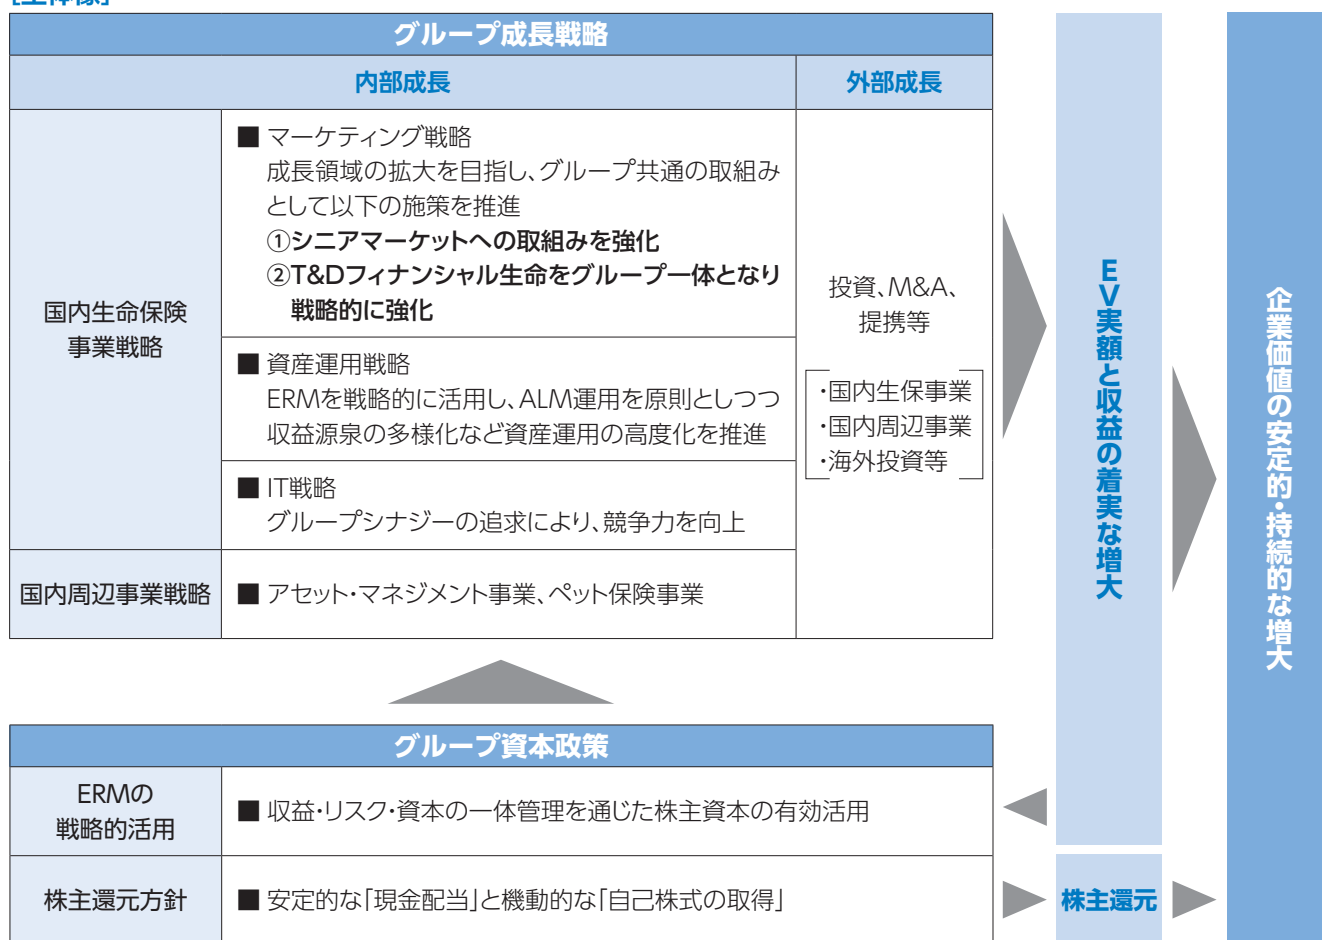 グループ成長戦略
内部成長
外部成長
国内生命保険
事業戦略
■ マーケティング戦略
成長領域の拡大を目指し、グループ共通の取組み
として以下の施策を推進
①シニアマーケットへの取組みを強化
②T&Dフィナンシャル生命をグループ一体となり
戦略的に強化
■ 資産運用戦略
ERMを戦略的に活用し、ALM運用を原則としつつ
収益源泉の多様化など資産運用の高度化を推進
■ IT戦略
グループシナジーの追求により、競争力を向上
国内周辺事業戦略
■ アセット・マネジメント事業、ペット保険事業
投資、M&A、
提携等
・国内生保事業
・国内周辺事業
・海外投資等
EV実額と収益の着実な増大
企業価値の安定的・持続的な増大
グループ資本政策
ERMの
戦略的活用
■ 収益・リスク・資本の一体管理を通じた株主資本の有効活用
株主還元方針
■ 安定的な「現金配当」と機動的な「自己株式の取得」
株主還元